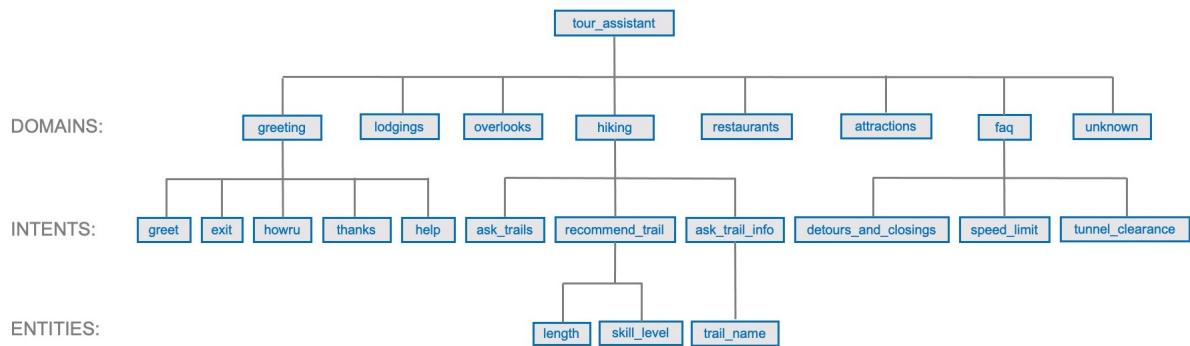 tour_assistant
DOMAINS: greeting lodgings overlooks hiking restaurants attractions faq unknown
INTENTS: greet exit howru thanks help ask_trails recommend_trail ask_trail_info detours_and_closings speed_limit tunnel_clearance
ENTITIES: length skill_level trail_name